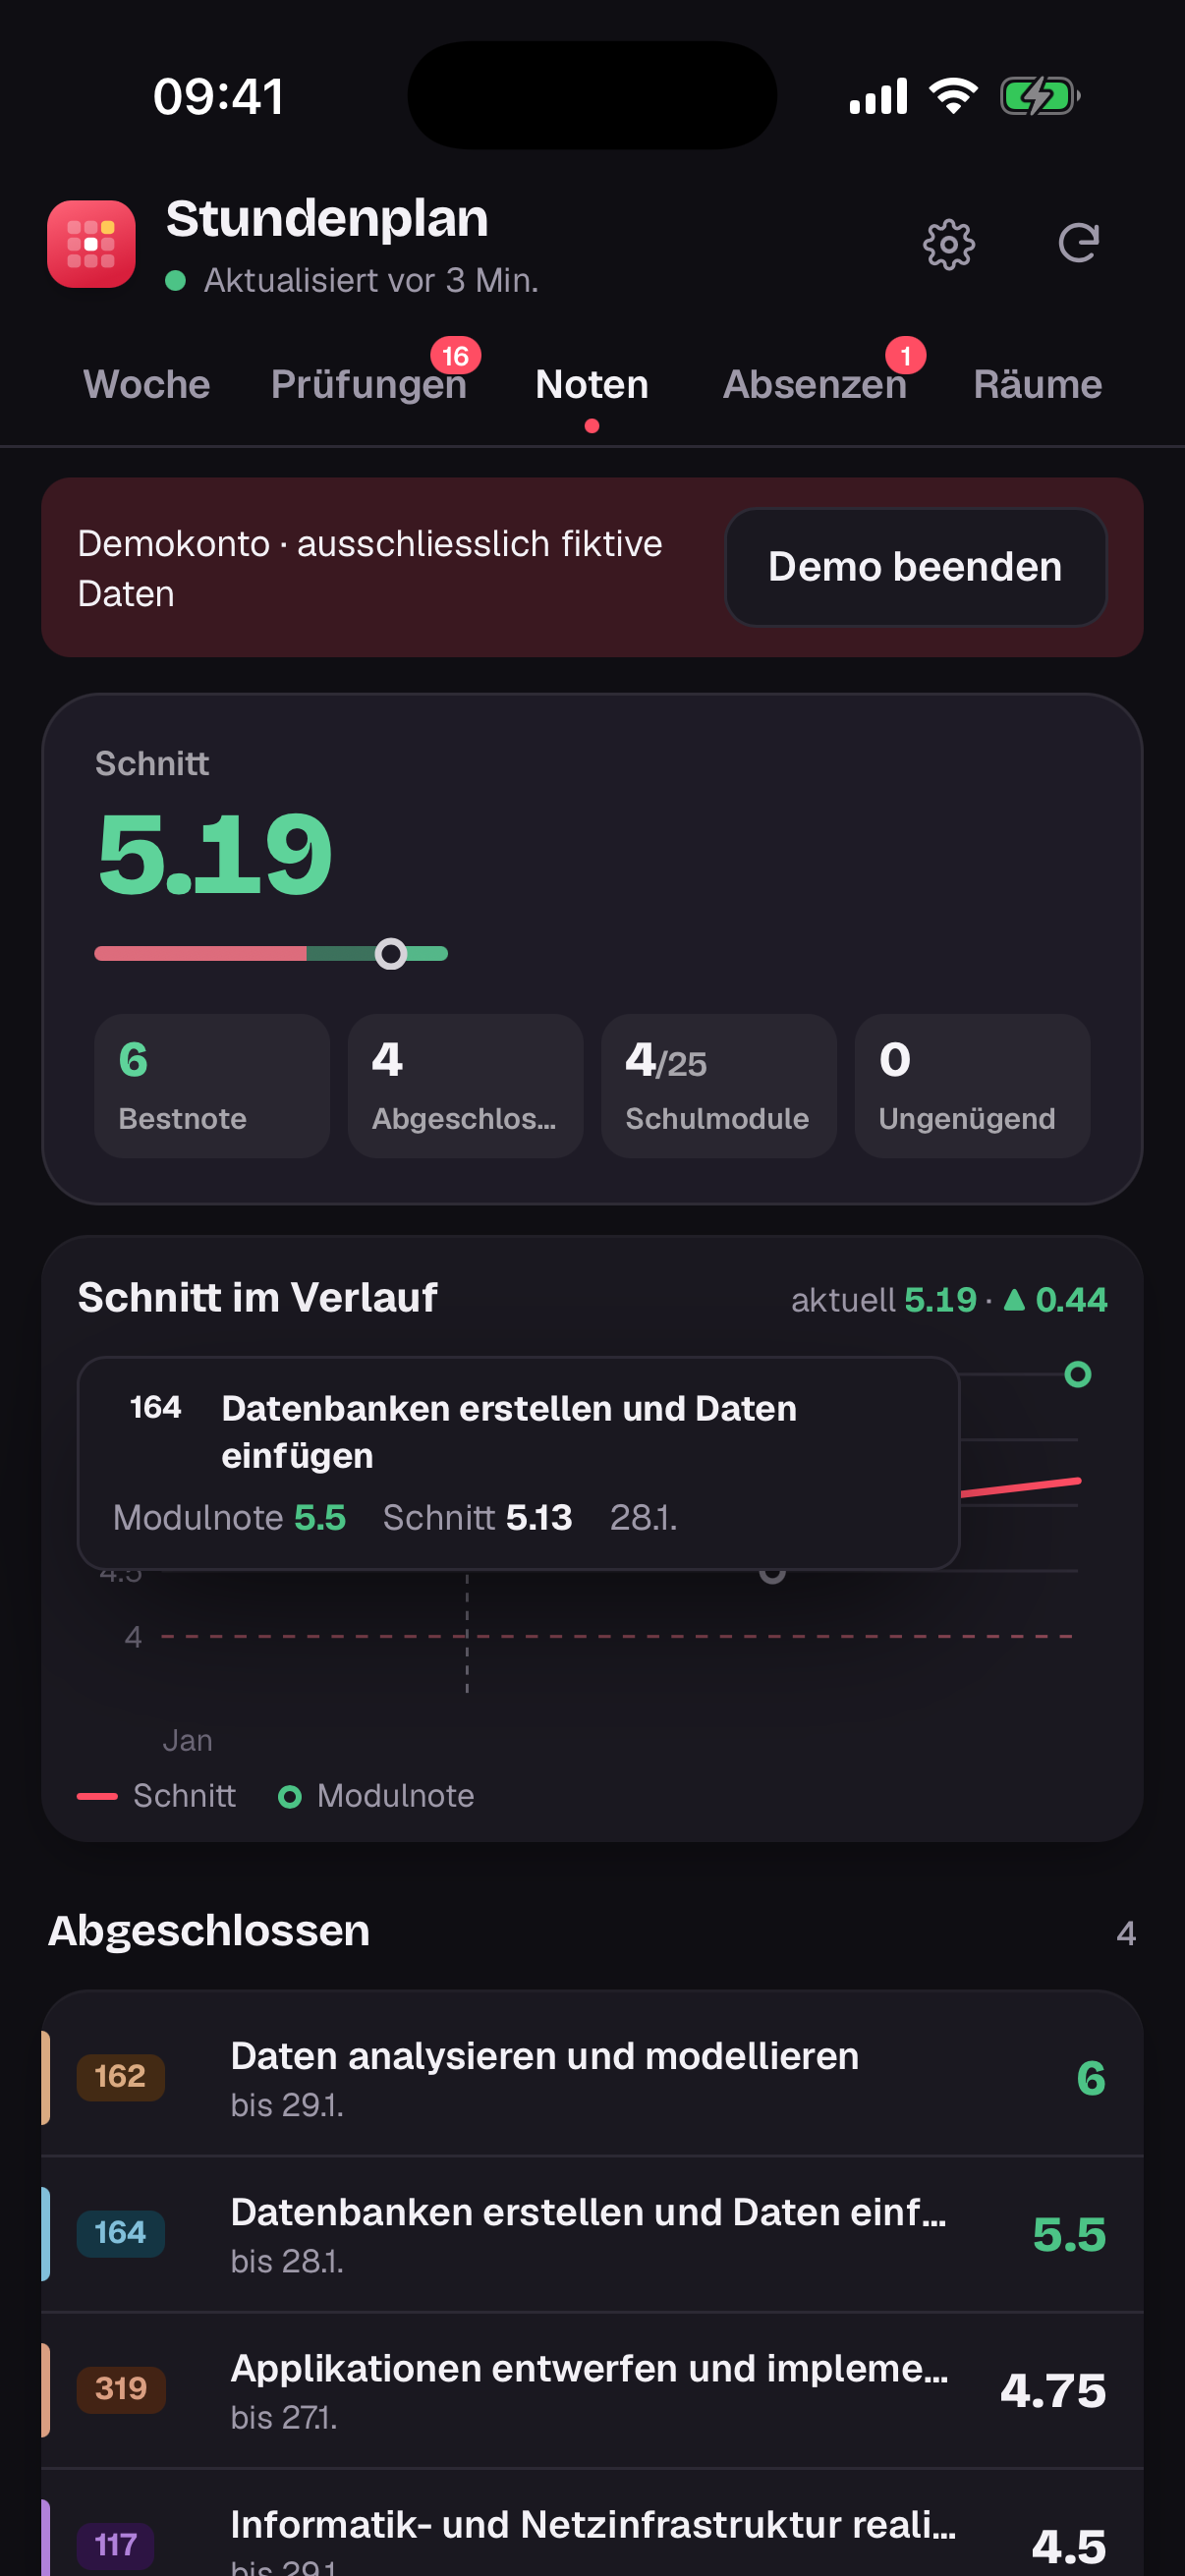 09:41
Stundenplan
Aktualisiert vor 3 Min.
Woche
Prüfungen
16
Noten
Absenzen
1
Räume
Demokonto · ausschliesslich fiktive
Daten
Demo beenden
Schnitt
5.19
6
Bestnote
4
Abgeschlos...
4/25
Schulmodule
0
Ungenügend
Schnitt im Verlauf
aktuell 5.19 · ▲ 0.44
164
Datenbanken erstellen und Daten
einfügen
Modulnote 5.5 Schnitt 5.13 28.1.
4.5
4
Jan
Schnitt
Modulnote
Abgeschlossen
4
162
Daten analysieren und modellieren
bis 29.1.
6
164
Datenbanken erstellen und Daten einf...
bis 28.1.
5.5
319
Applikationen entwerfen und impleme...
bis 27.1.
4.75
117
Informatik- und Netzinfrastruktur reali...
bis 29.1.
4.5